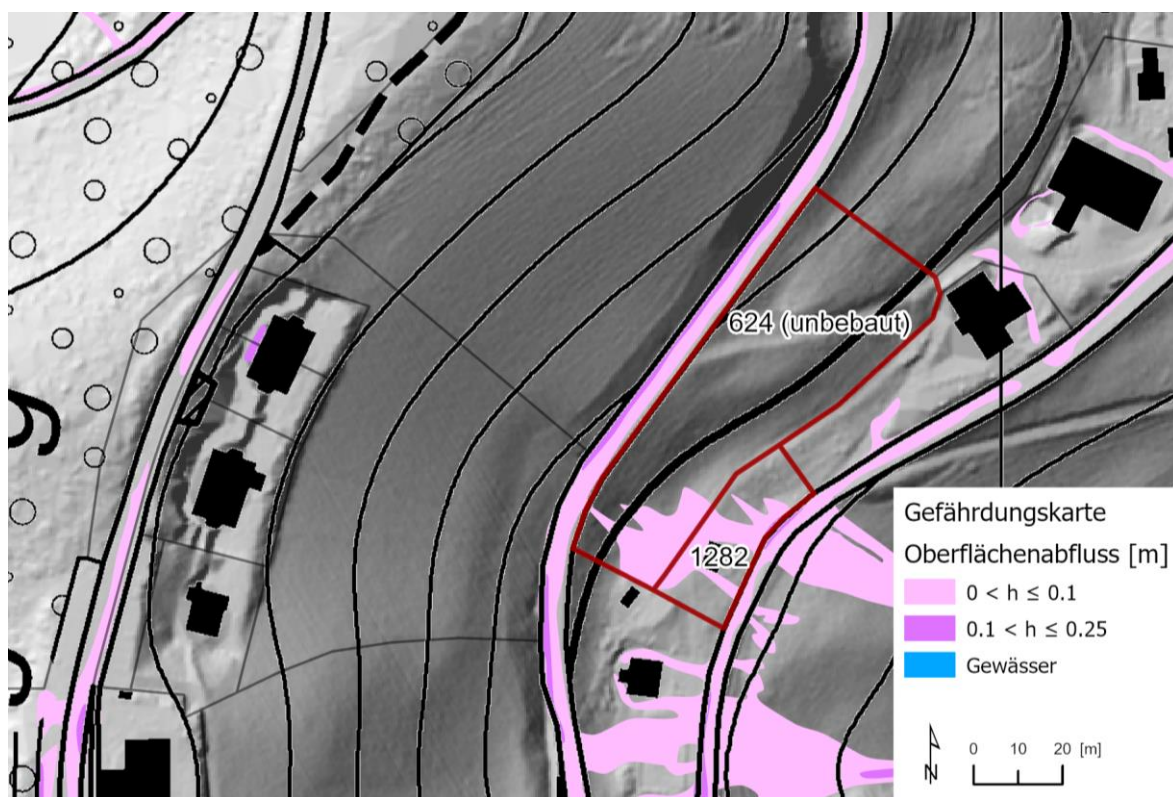 624 (unbebaut)
1282
Gefährdungskarte
Oberflächenabfluss [m]
0 < h ≤ 0.1
0.1 < h ≤ 0.25
Gewässer
N
0 10 20 [m]